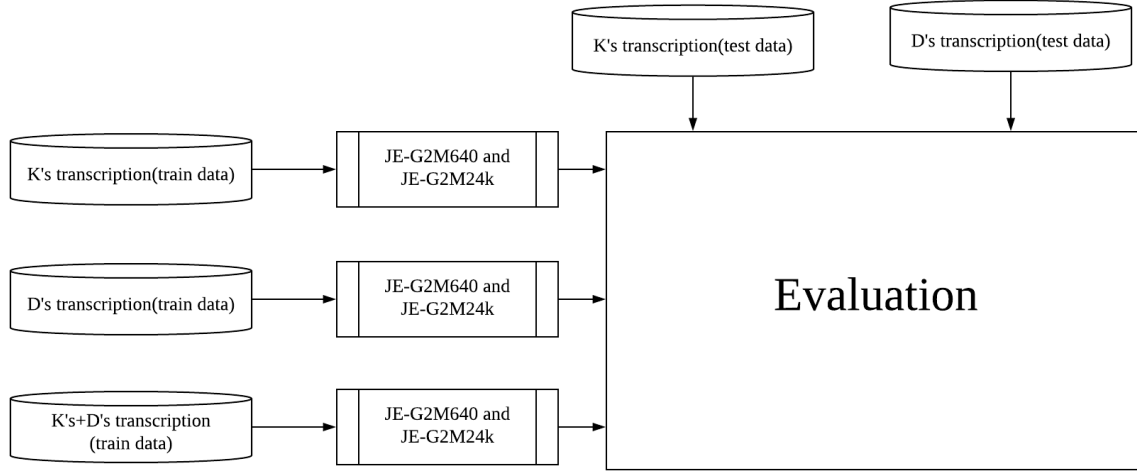 K's transcription(test data)
D's transcription(test data)
K's transcription(train data)
JE-G2M640 and
JE-G2M24k
D's transcription(train data)
JE-G2M640 and
JE-G2M24k
Evaluation
K's+D's transcription
(train data)
JE-G2M640 and
JE-G2M24k